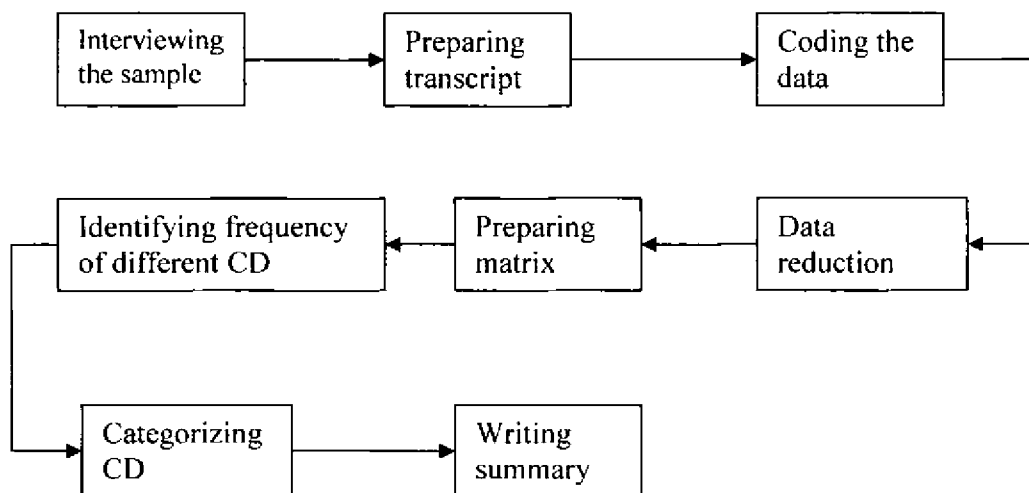 Interviewing
the sample
Preparing
transcript
Coding the
data
Data
reduction
Preparing
matrix
Identifying frequency
of different CD
Categorizing
CD
Writing
summary